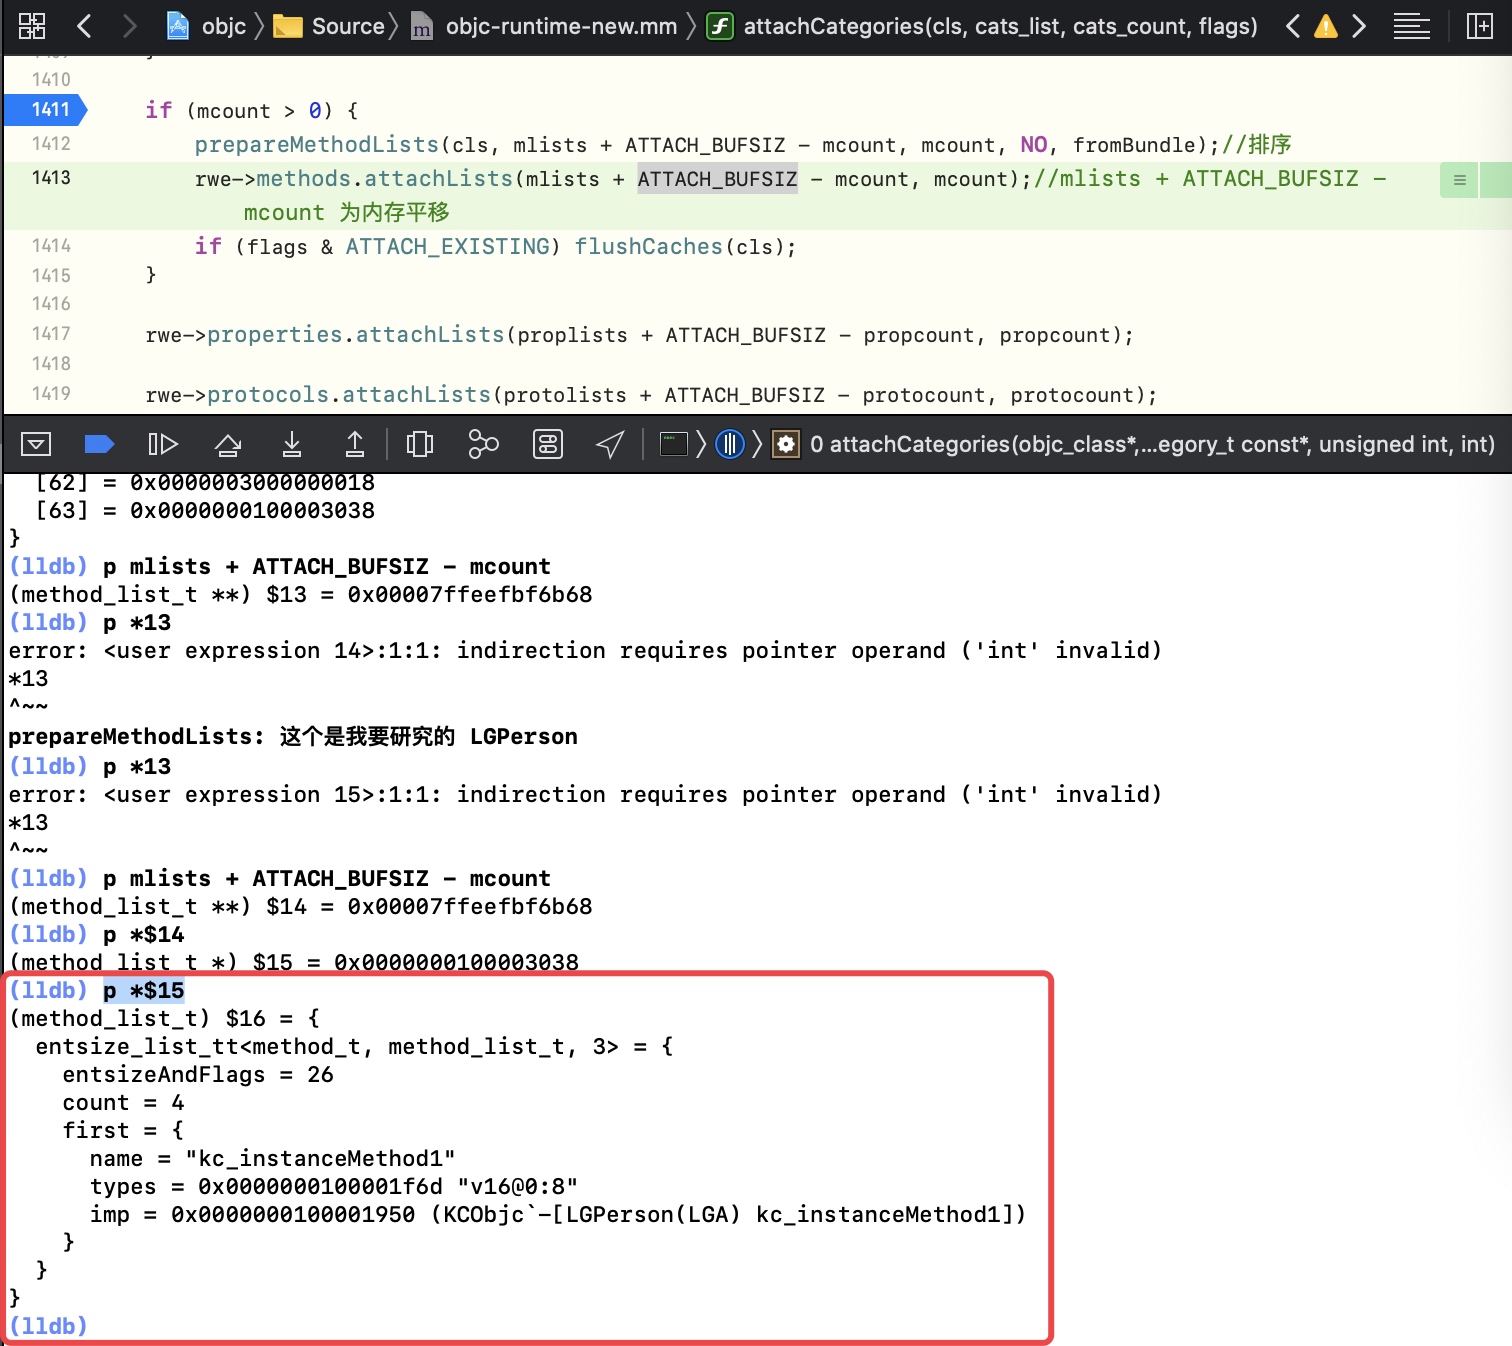 objc Source objc-runtime-new.mm attachCategories(cls, cats_list, cats_count, flags)
1410
1411 if (mcount > 0) {
1412 prepareMethodLists(cls, mlists + ATTACH_BUFSIZ - mcount, mcount, NO, fromBundle);//排序
1413 rwe->methods.attachLists(mlists + ATTACH_BUFSIZ - mcount, mcount);//mlists + ATTACH_BUFSIZ -
mcount 为内存平移
1414 if (flags & ATTACH_EXISTING) flushCaches(cls);
1415 }
1416
1417 rwe->properties.attachLists(proplists + ATTACH_BUFSIZ - propcount, propcount);
1418
1419 rwe->protocols.attachLists(protolists + ATTACH_BUFSIZ - protocount, protocount);
0 attachCategories(objc_class*,...egory_t const*, unsigned int, int)
[62] = 0x0000003000000018
[63] = 0x0000000100003038
}
(lldb) p mlists + ATTACH_BUFSIZ - mcount
(method_list_t **) $13 = 0x00007ffeefbf6b68
(lldb) p *13
error: <user expression 14>:1:1: indirection requires pointer operand ('int' invalid)
*13
^~~
prepareMethodLists: 这个是我要研究的 LGPerson
(lldb) p *13
error: <user expression 15>:1:1: indirection requires pointer operand ('int' invalid)
*13
^~~
(lldb) p mlists + ATTACH_BUFSIZ - mcount
(method_list_t **) $14 = 0x00007ffeefbf6b68
(lldb) p *$14
(method_list_t *) $15 = 0x0000000100003038
(lldb) p *$15
(method_list_t) $16 = {
entsize_list_tt<method_t, method_list_t, 3> = {
entsizeAndFlags = 26
count = 4
first = {
name = "kc_instanceMethod1"
types = 0x0000000100001f6d "v16@0:8"
imp = 0x0000000100001950 (KCObjc`-[LGPerson(LGA) kc_instanceMethod1])
}
}
}
(lldb)